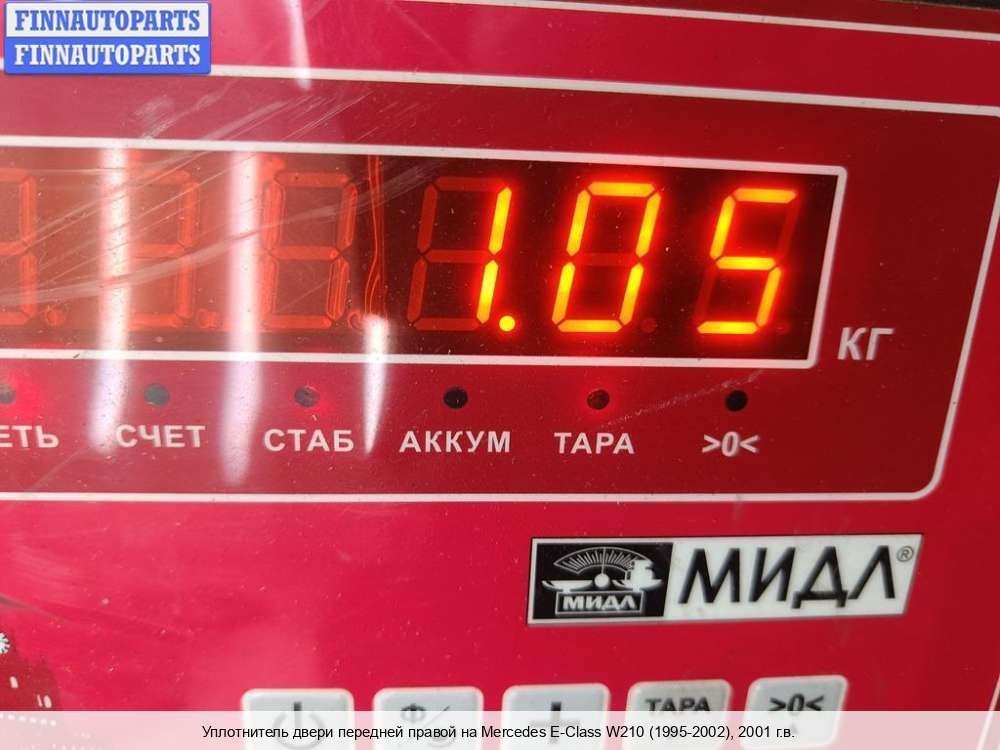 FINNAUTOPARTS
FINNAUTOPARTS
1.05
КГ
СЧЕТ СТАБ АККУМ ТАРА >0<
МИДЛ МИДЛ®
ТАРА >0<
Уплотнитель двери передней правой на Mercedes E-Class W210 (1995-2002), 2001 г.в.